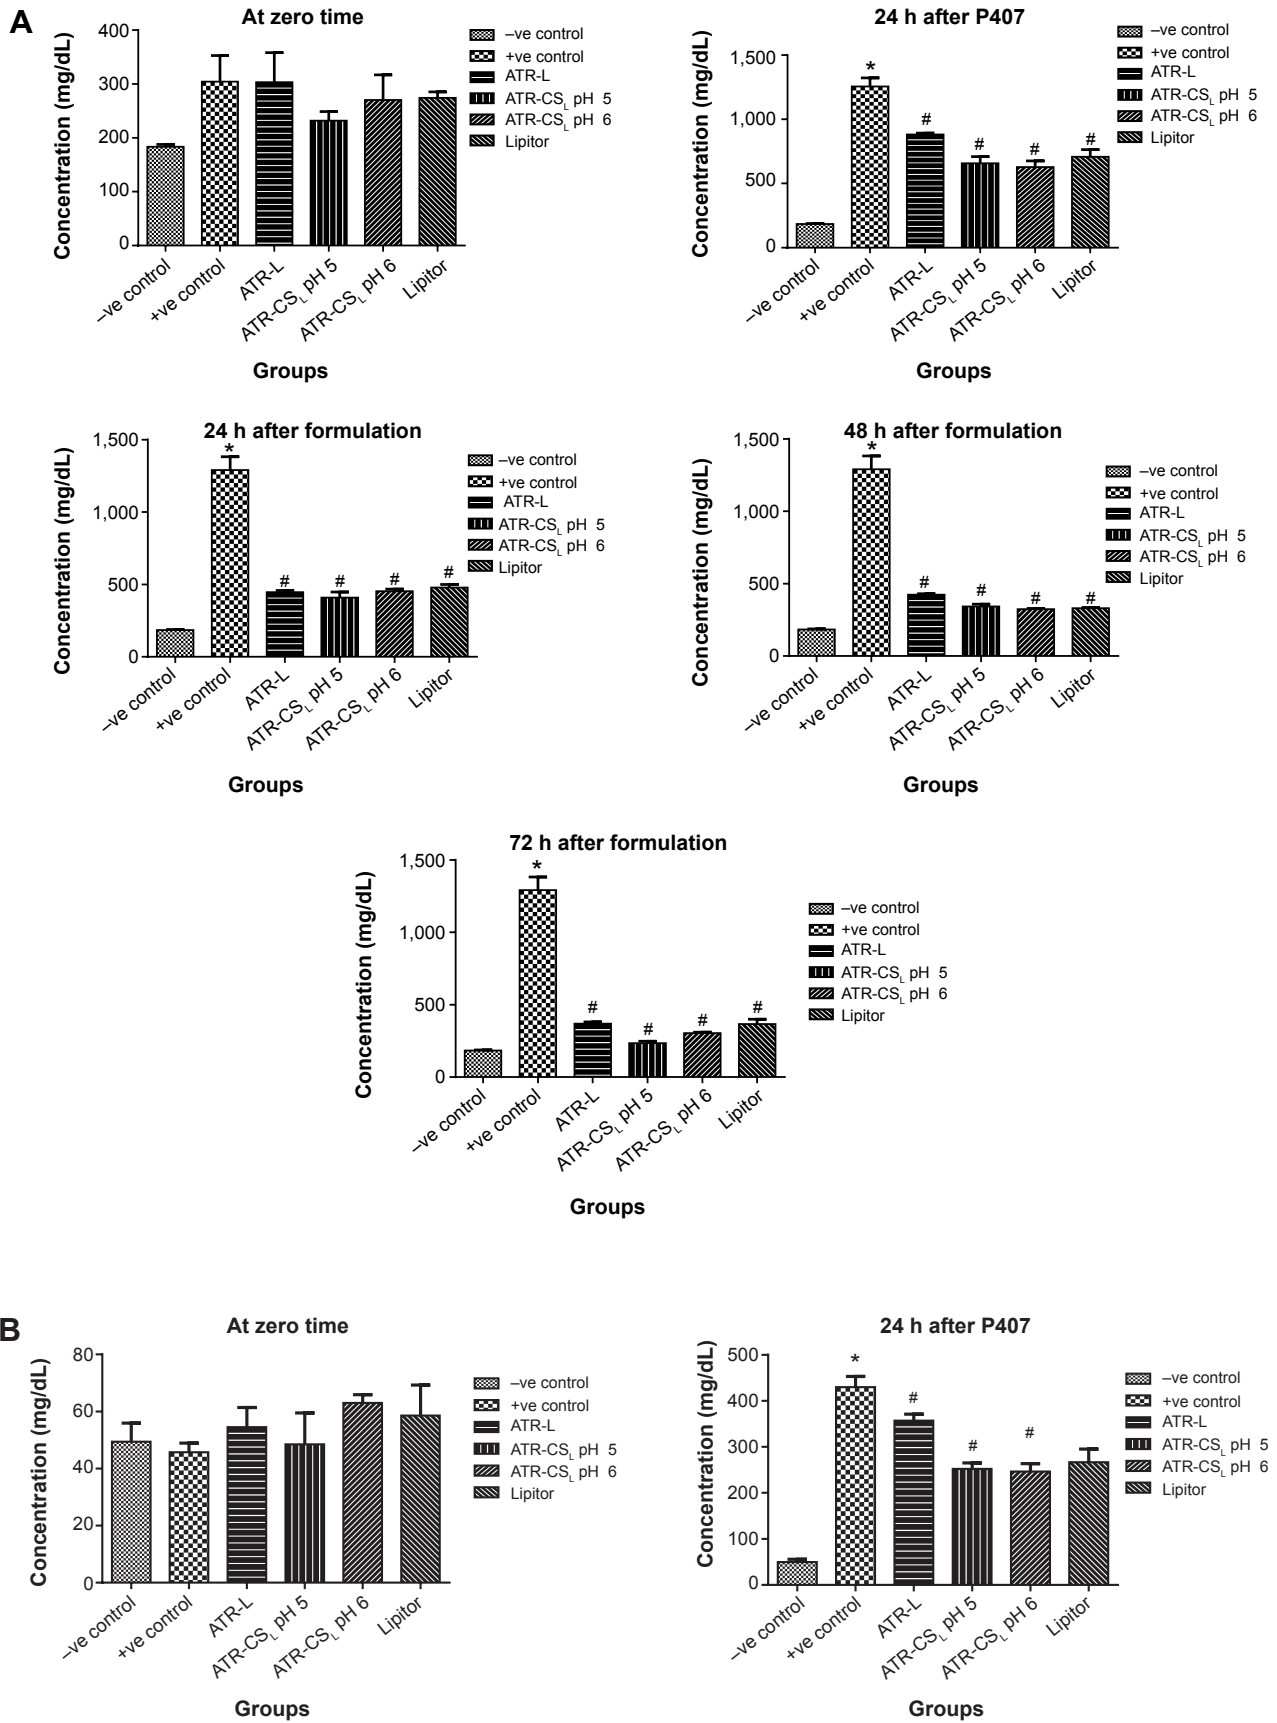 A
At zero time
Concentration (mg/dL)
400
300
200
100
0
–ve control
+ve control
ATR-L
ATR-CSL pH 5
ATR-CSL pH 6
Lipitor
–ve control
+ve control
ATR-L
ATR-CSL pH 5
ATR-CSL pH 6
Lipitor
Groups
24 h after P407
Concentration (mg/dL)
1,500
1,000
500
0
*
#
#
#
#
–ve control
+ve control
ATR-L
ATR-CSL pH 5
ATR-CSL pH 6
Lipitor
–ve control
+ve control
ATR-L
ATR-CSL pH 5
ATR-CSL pH 6
Lipitor
Groups
24 h after formulation
Concentration (mg/dL)
1,500
1,000
500
0
*
#
#
#
#
–ve control
+ve control
ATR-L
ATR-CSL pH 5
ATR-CSL pH 6
Lipitor
–ve control
+ve control
ATR-L
ATR-CSL pH 5
ATR-CSL pH 6
Lipitor
Groups
48 h after formulation
Concentration (mg/dL)
1,500
1,000
500
0
*
#
#
#
#
–ve control
+ve control
ATR-L
ATR-CSL pH 5
ATR-CSL pH 6
Lipitor
–ve control
+ve control
ATR-L
ATR-CSL pH 5
ATR-CSL pH 6
Lipitor
Groups
72 h after formulation
Concentration (mg/dL)
1,500
1,000
500
0
*
#
#
#
#
–ve control
+ve control
ATR-L
ATR-CSL pH 5
ATR-CSL pH 6
Lipitor
–ve control
+ve control
ATR-L
ATR-CSL pH 5
ATR-CSL pH 6
Lipitor
Groups
B
At zero time
Concentration (mg/dL)
80
60
40
20
0
–ve control
+ve control
ATR-L
ATR-CSL pH 5
ATR-CSL pH 6
Lipitor
–ve control
+ve control
ATR-L
ATR-CSL pH 5
ATR-CSL pH 6
Lipitor
Groups
24 h after P407
Concentration (mg/dL)
500
400
300
200
100
0
*
#
#
#
–ve control
+ve control
ATR-L
ATR-CSL pH 5
ATR-CSL pH 6
Lipitor
–ve control
+ve control
ATR-L
ATR-CSL pH 5
ATR-CSL pH 6
Lipitor
Groups